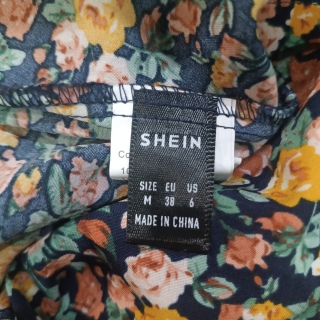 SHEIN
SIZE EU US
M 38 6
MADE IN CHINA